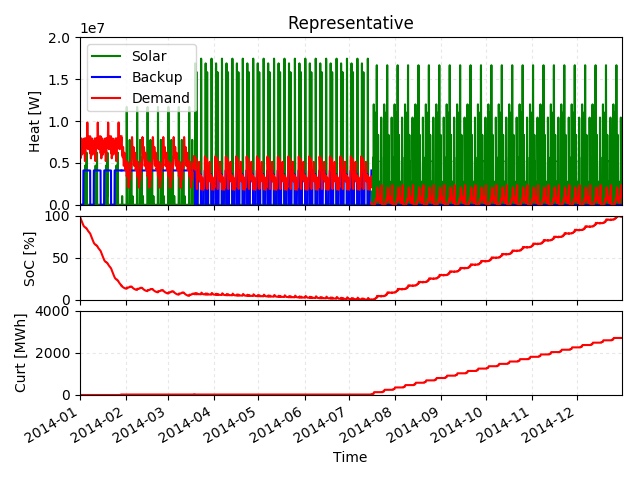 Representative
1e7
2.0
1.5
1.0
0.5
0.0
Heat [W]
Solar
Backup
Demand
100
50
0
SoC [%]
4000
2000
0
Curt [MWh]
2014-01
2014-02
2014-03
2014-04
2014-05
2014-06
2014-07
2014-08
2014-09
2014-10
2014-11
2014-12
Time